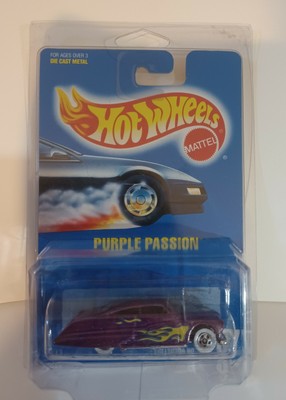 FOR AGES OVER 3
DIE CAST METAL
HOT WHEELS
MATTEL
PURPLE PASSION